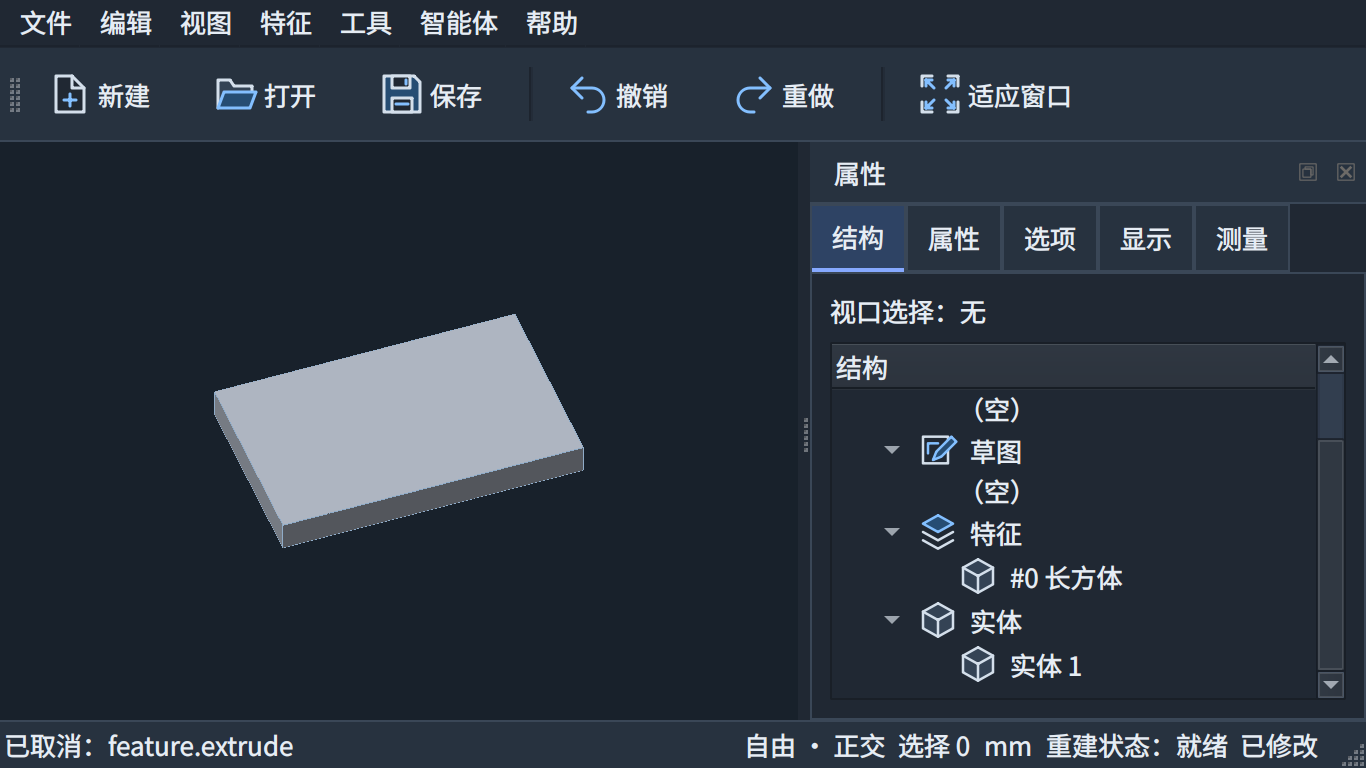 文件 编辑 视图 特征 工具 智能体 帮助
新建 打开 保存 撤销 重做 适应窗口
属性
结构 属性 选项 显示 测量
视口选择：无
结构
（空）
草图
（空）
特征
#0 长方体
实体
实体 1
已取消：feature.extrude 自由 · 正交 选择 0 mm 重建状态：就绪 已修改